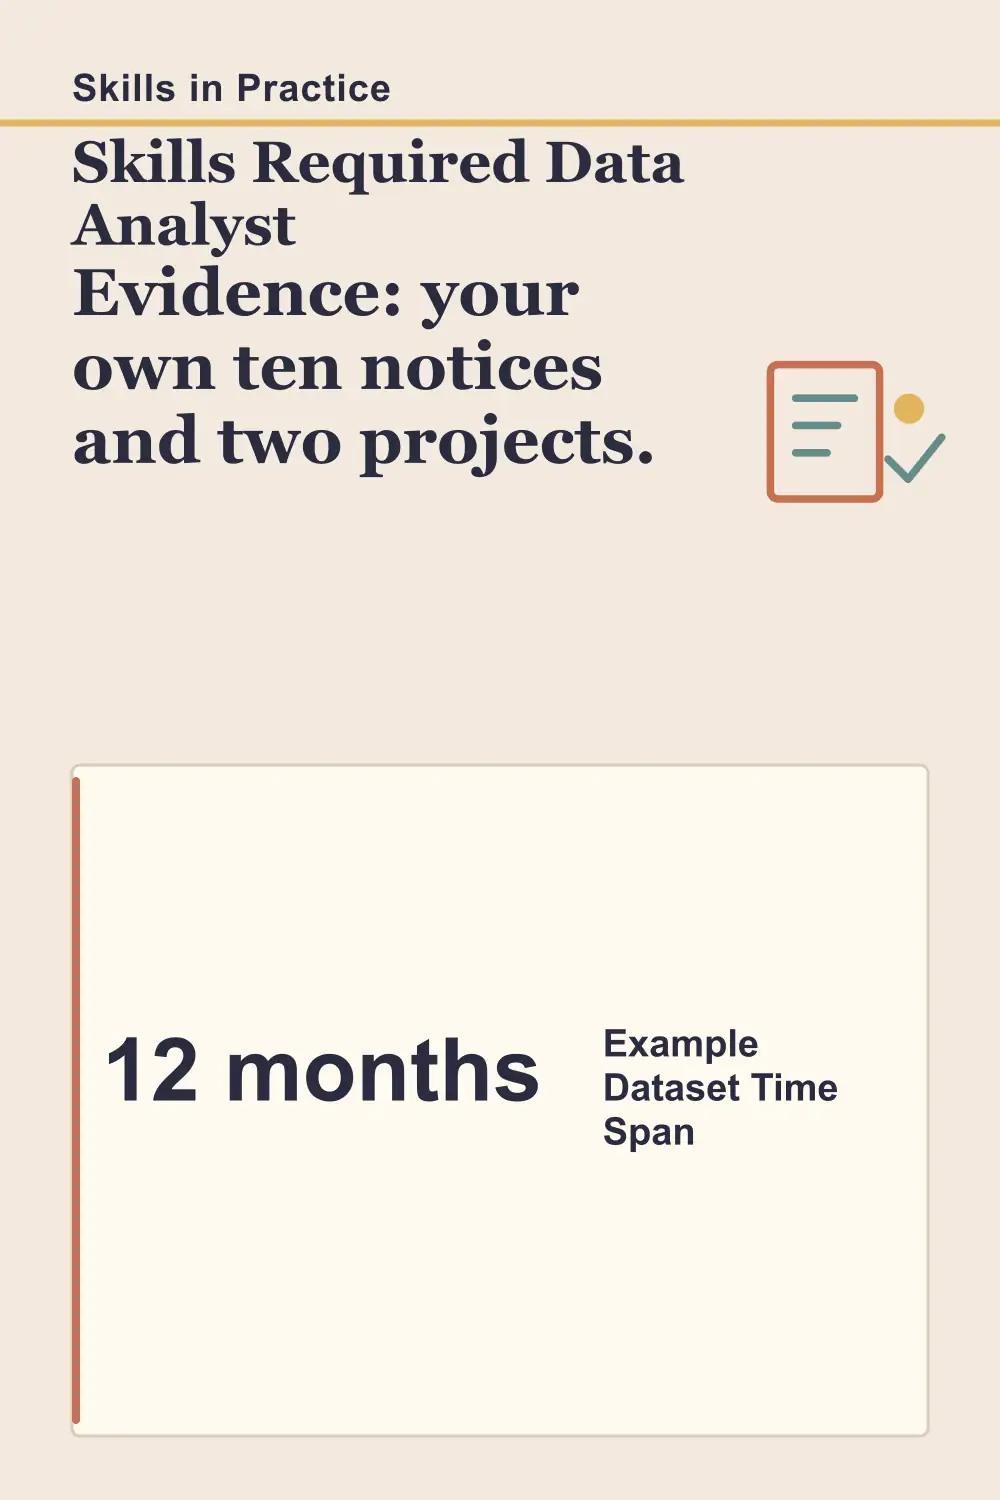 Skills in Practice
Skills Required Data
Analyst
Evidence: your
own ten notices
and two projects.
12 months
Example
Dataset Time
Span